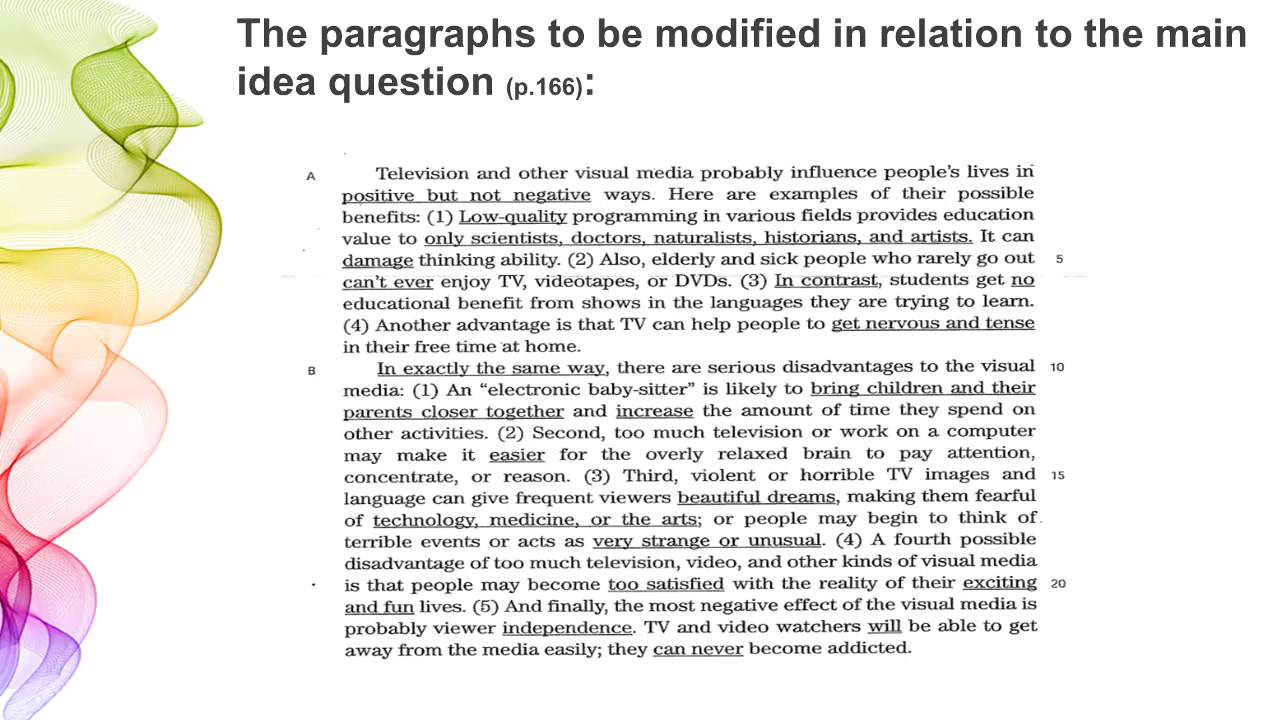 The paragraphs to be modified in relation to the main
idea question (p.166):
A Television and other visual media probably influence people's lives in
positive but not negative ways. Here are examples of their possible
benefits: (1) Low-quality programming in various fields provides education
value to only scientists, doctors, naturalists, historians, and artists. It can
damage thinking ability. (2) Also, elderly and sick people who rarely go out 5
can't ever enjoy TV, videotapes, or DVDs. (3) In contrast, students get no
educational benefit from shows in the languages they are trying to learn.
(4) Another advantage is that TV can help people to get nervous and tense
in their free time at home.
B In exactly the same way, there are serious disadvantages to the visual 10
media: (1) An "electronic baby-sitter" is likely to bring children and their
parents closer together and increase the amount of time they spend on
other activities. (2) Second, too much television or work on a computer
may make it easier for the overly relaxed brain to pay attention,
concentrate, or reason. (3) Third, violent or horrible TV images and 15
language can give frequent viewers beautiful dreams, making them fearful
of technology, medicine, or the arts; or people may begin to think of
terrible events or acts as very strange or unusual. (4) A fourth possible
disadvantage of too much television, video, and other kinds of visual media
is that people may become too satisfied with the reality of their exciting 20
and fun lives. (5) And finally, the most negative effect of the visual media is
probably viewer independence. TV and video watchers will be able to get
away from the media easily; they can never become addicted.